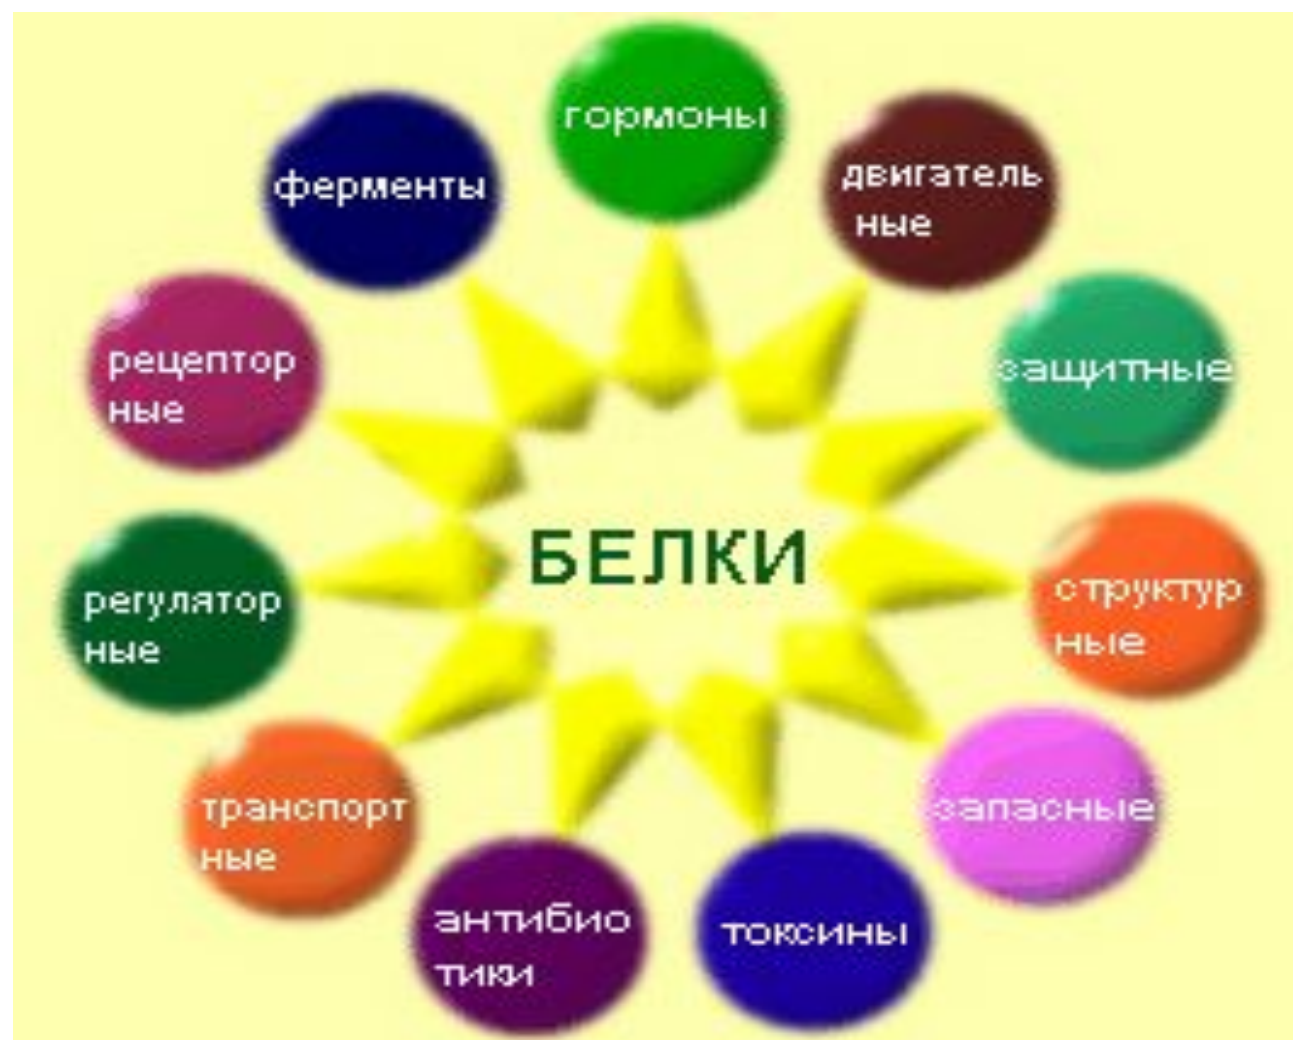 гормоны
ферменты
двигатель
ные
рецептор
ные
защитные
БЕЛКИ
регулятор
ные
структур
ные
транспорт
ные
запасные
антибио
тики
токсины